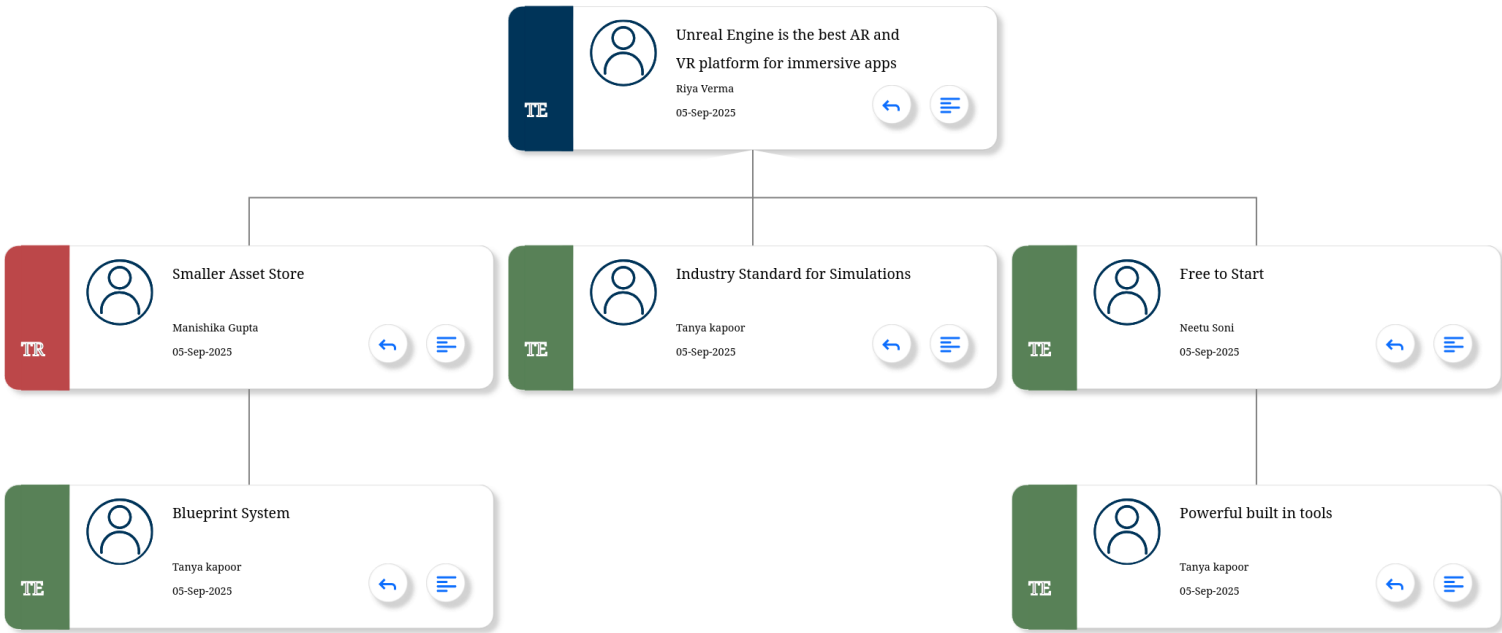 Unreal Engine is the best AR and
VR platform for immersive apps
Riya Verma
05-Sep-2025
TE
Smaller Asset Store
Manishika Gupta
05-Sep-2025
TR
Industry Standard for Simulations
Tanya kapoor
05-Sep-2025
TE
Free to Start
Neetu Soni
05-Sep-2025
TE
Blueprint System
Tanya kapoor
05-Sep-2025
TE
Powerful built in tools
Tanya kapoor
05-Sep-2025
TE